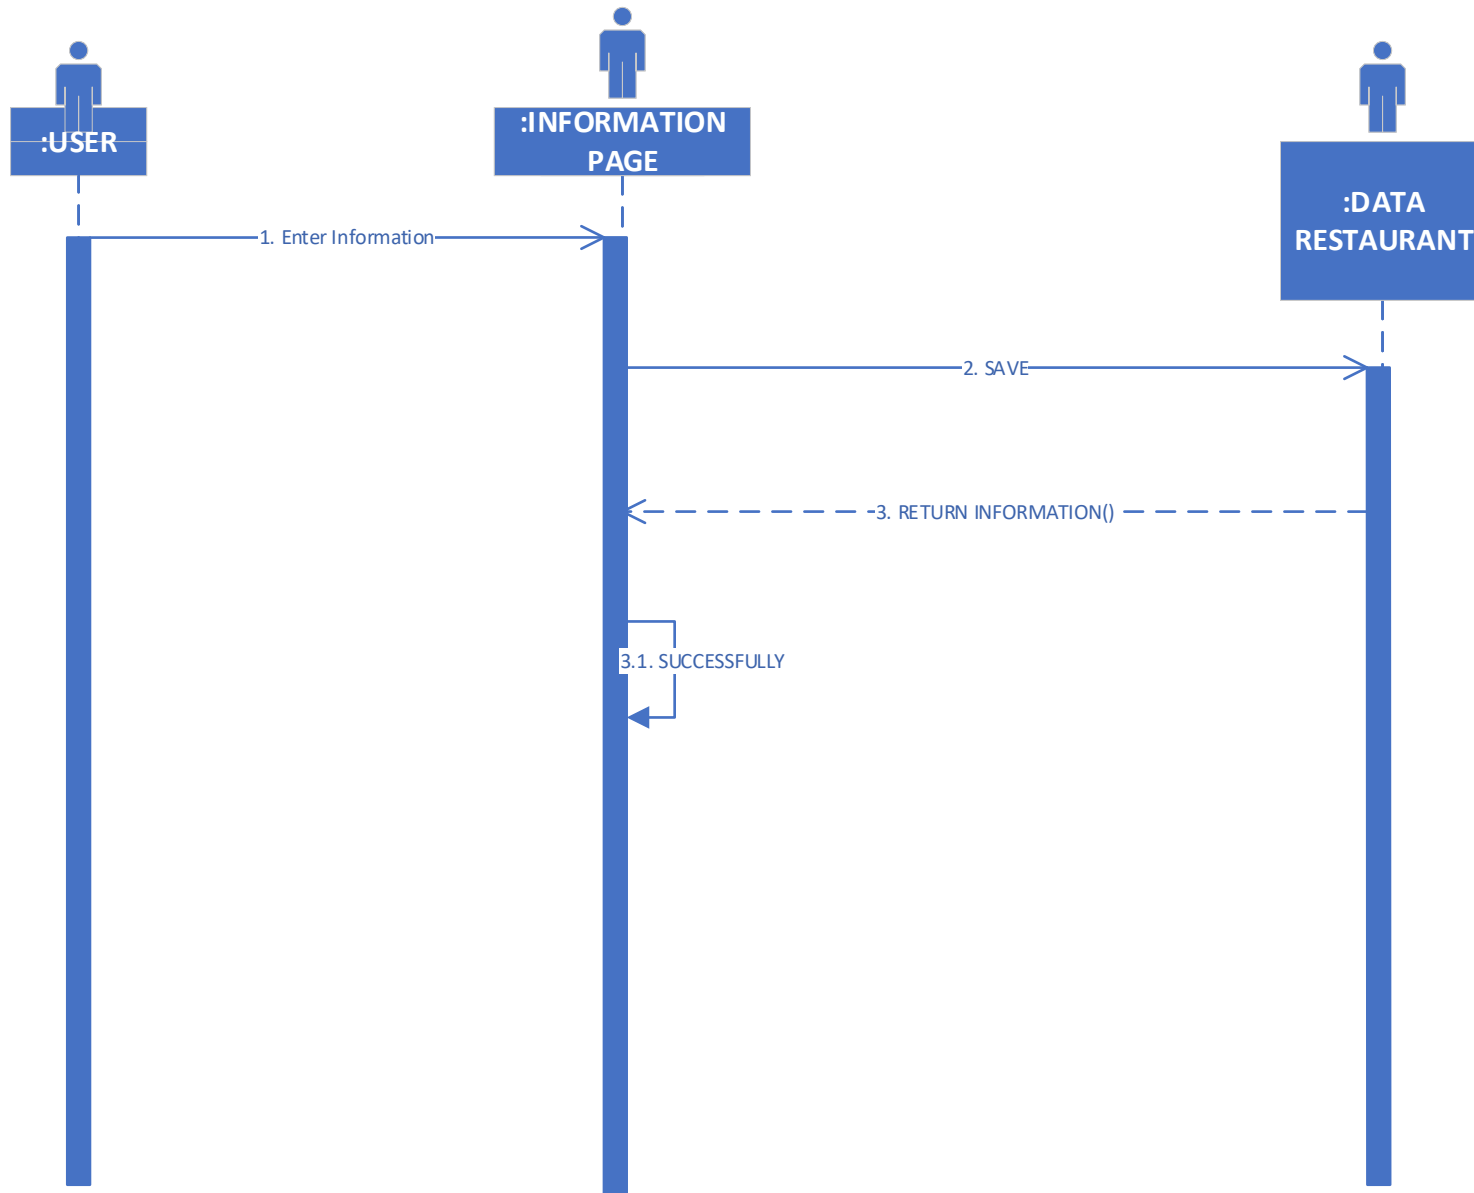 :USER
:INFORMATION
PAGE
:DATA
RESTAURANT
1. Enter Information
2. SAVE
3. RETURN INFORMATION()
3.1. SUCCESSFULLY